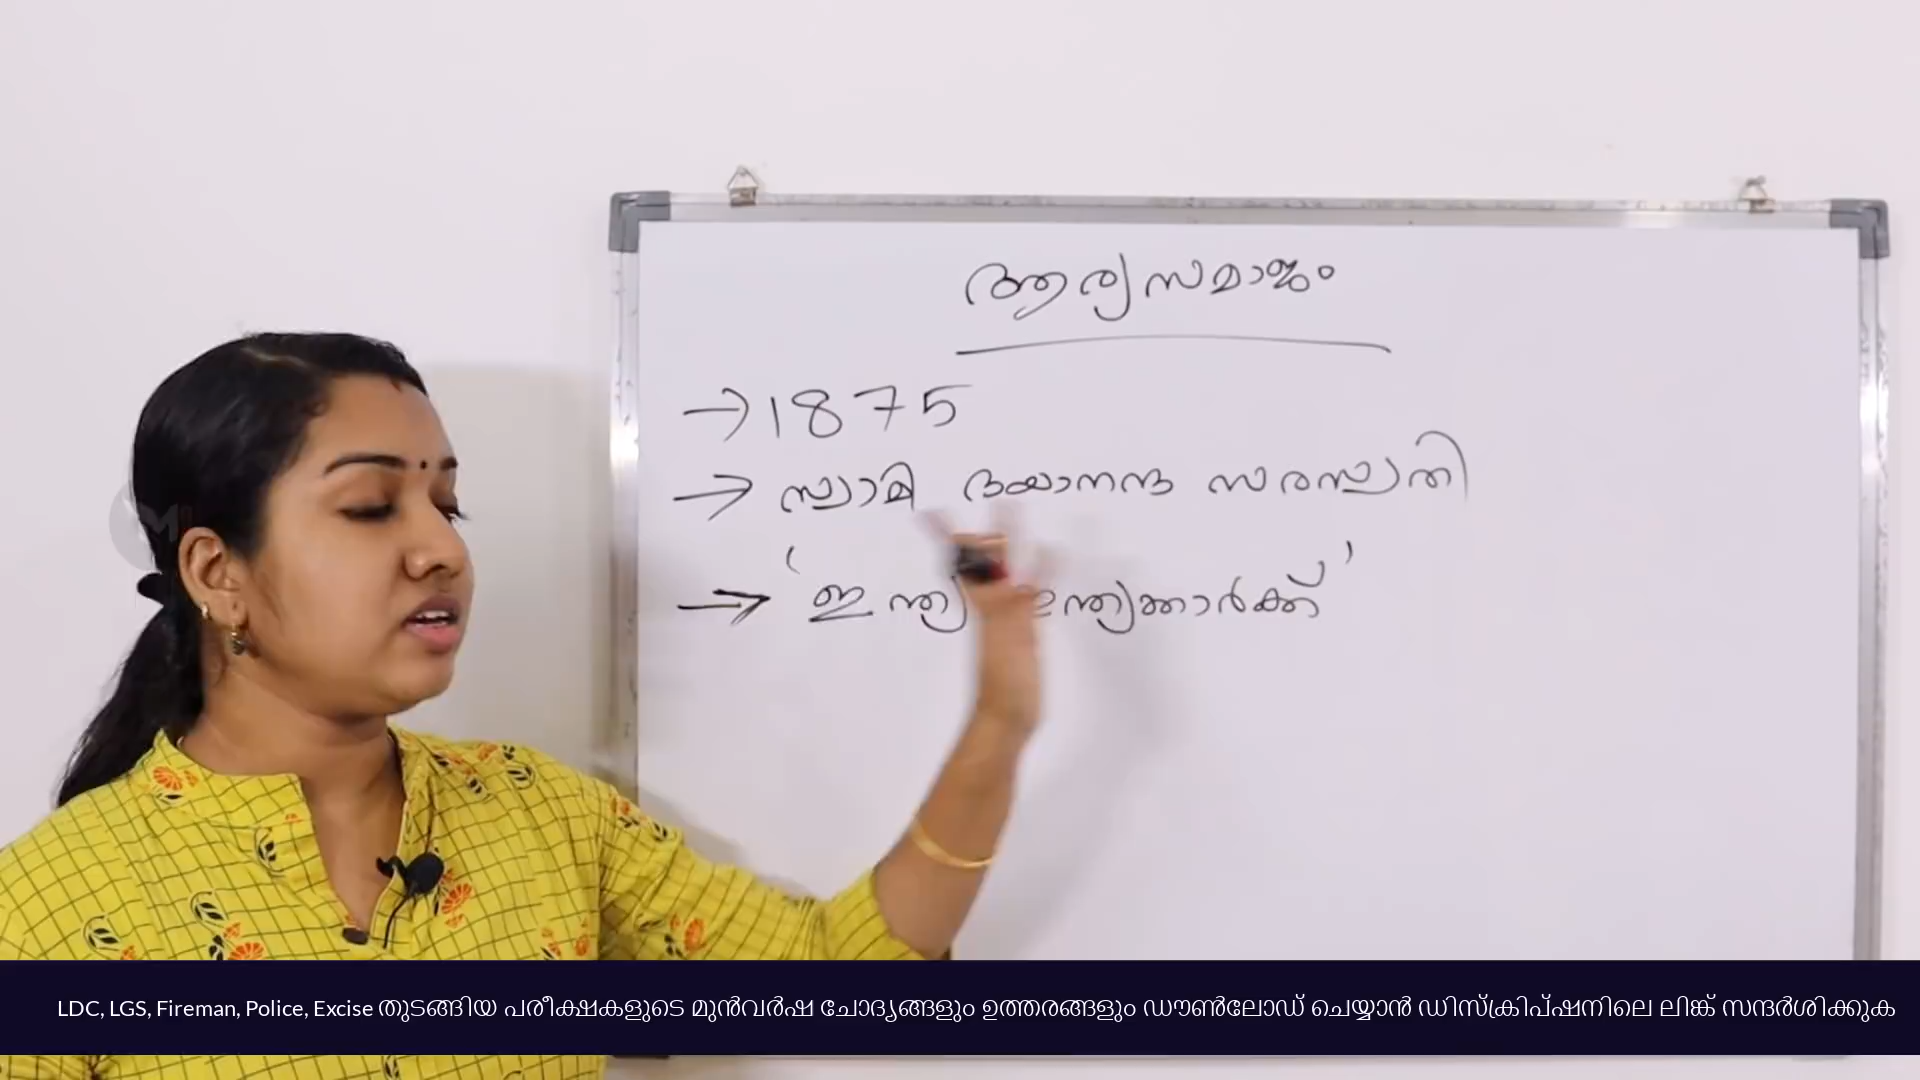 ആര്യസമാജം
→ 1875
→ സ്വാമി ദയാനന്ദ സരസ്വതി
→ 'ഇന്ത്യ ഇന്ത്യക്കാർക്ക്'
LDC, LGS, Fireman, Police, Excise തുടങ്ങിയ പരീക്ഷകളുടെ മുൻവർഷ ചോദ്യങ്ങളും ഉത്തരങ്ങളും ഡൗൺലോഡ് ചെയ്യാൻ ഡിസ്ക്രിപ്ഷനിലെ ലിങ്ക് സന്ദർശിക്കുക